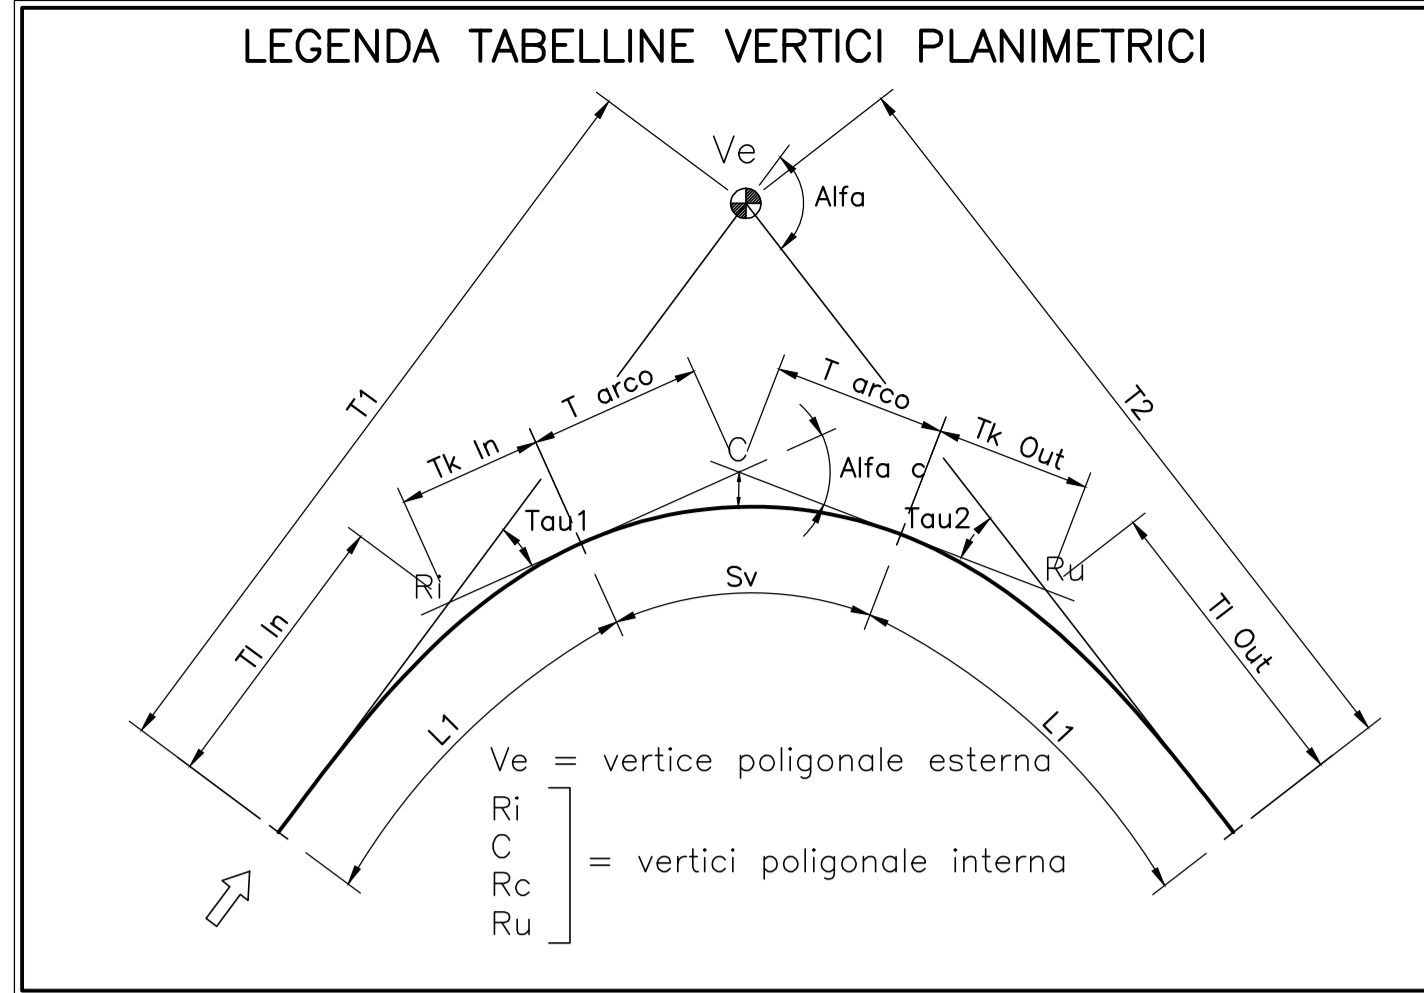 LEGENDA TABELLINE VERTICI PLANIMETRICI
Ve
Alfa
T1
T2
T arco
T arco
Tk In
Tk Out
C
Alfa c
Tau1
Tau2
Ri
Ru
Sv
Tl In
Tl Out
L1
L1
Ve = vertice poligonale esterna
Ri
C
= vertici poligonale interna
Rc
Ru